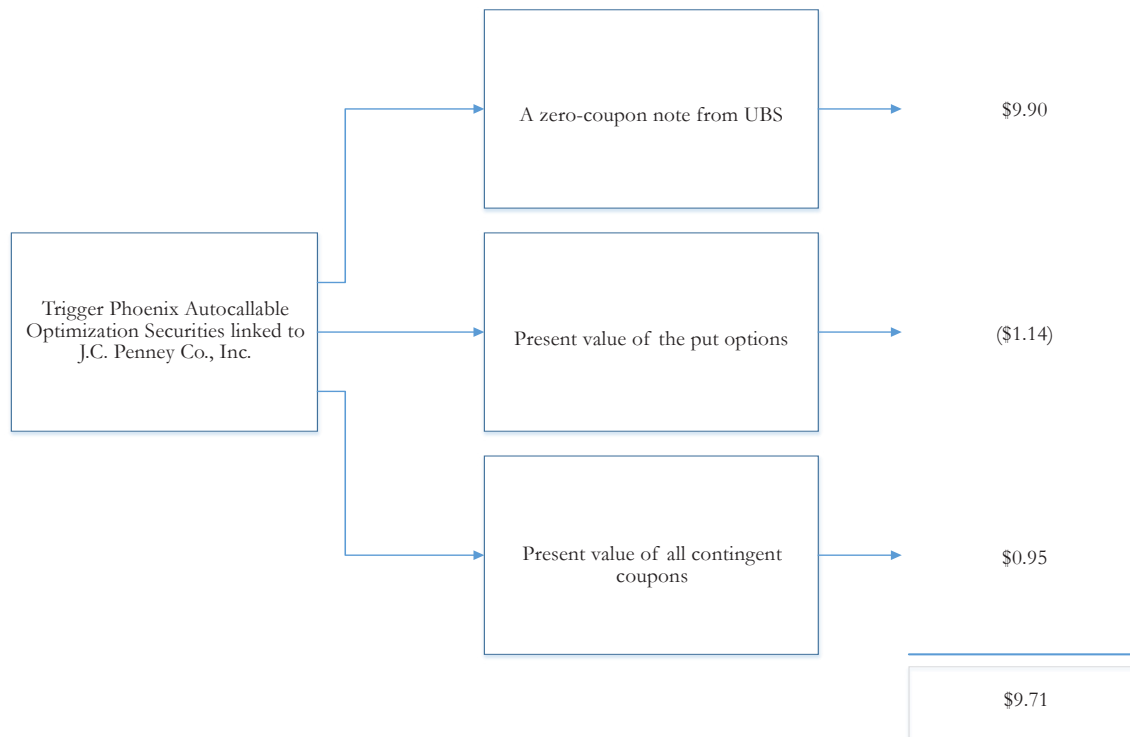 A zero-coupon note from UBS
$9.90
Trigger Phoenix Autocallable
Optimization Securities linked to
J.C. Penney Co., Inc.
Present value of the put options
($1.14)
Present value of all contingent
coupons
$0.95
$9.71